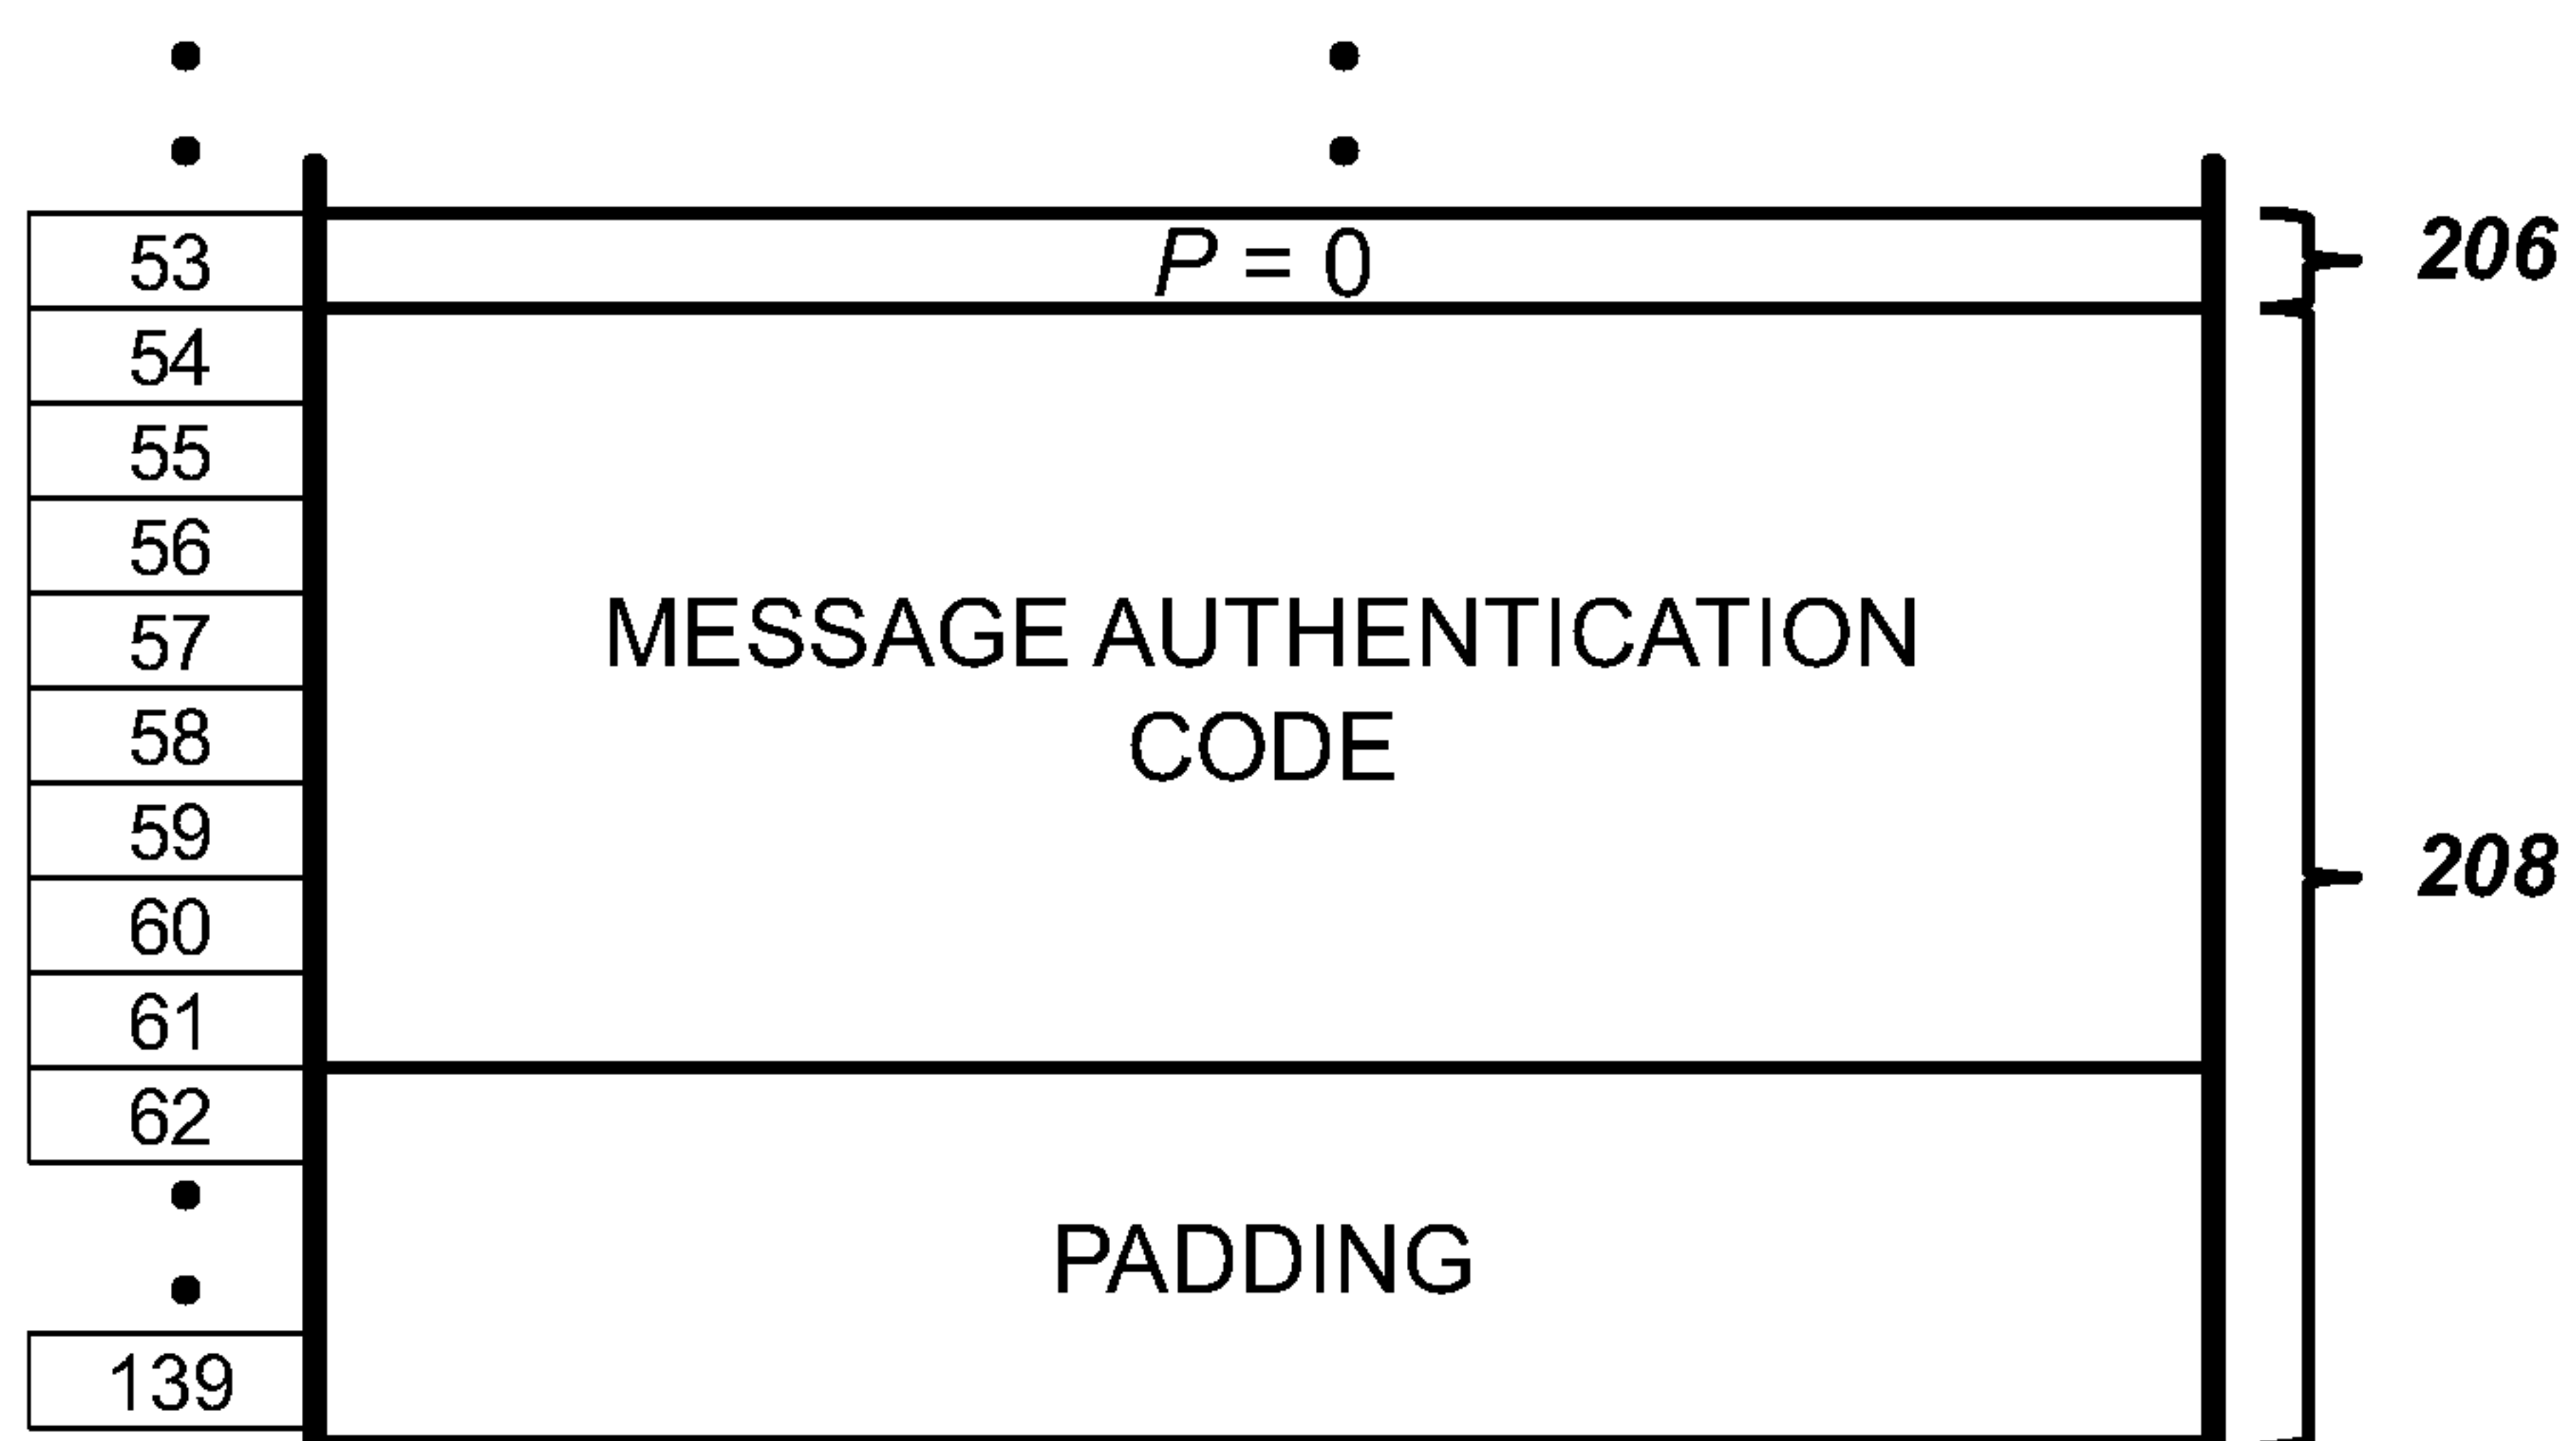 53 P = 0 206
54
55
56
57 MESSAGE AUTHENTICATION
58 CODE
59 208
60
61
62
PADDING
139